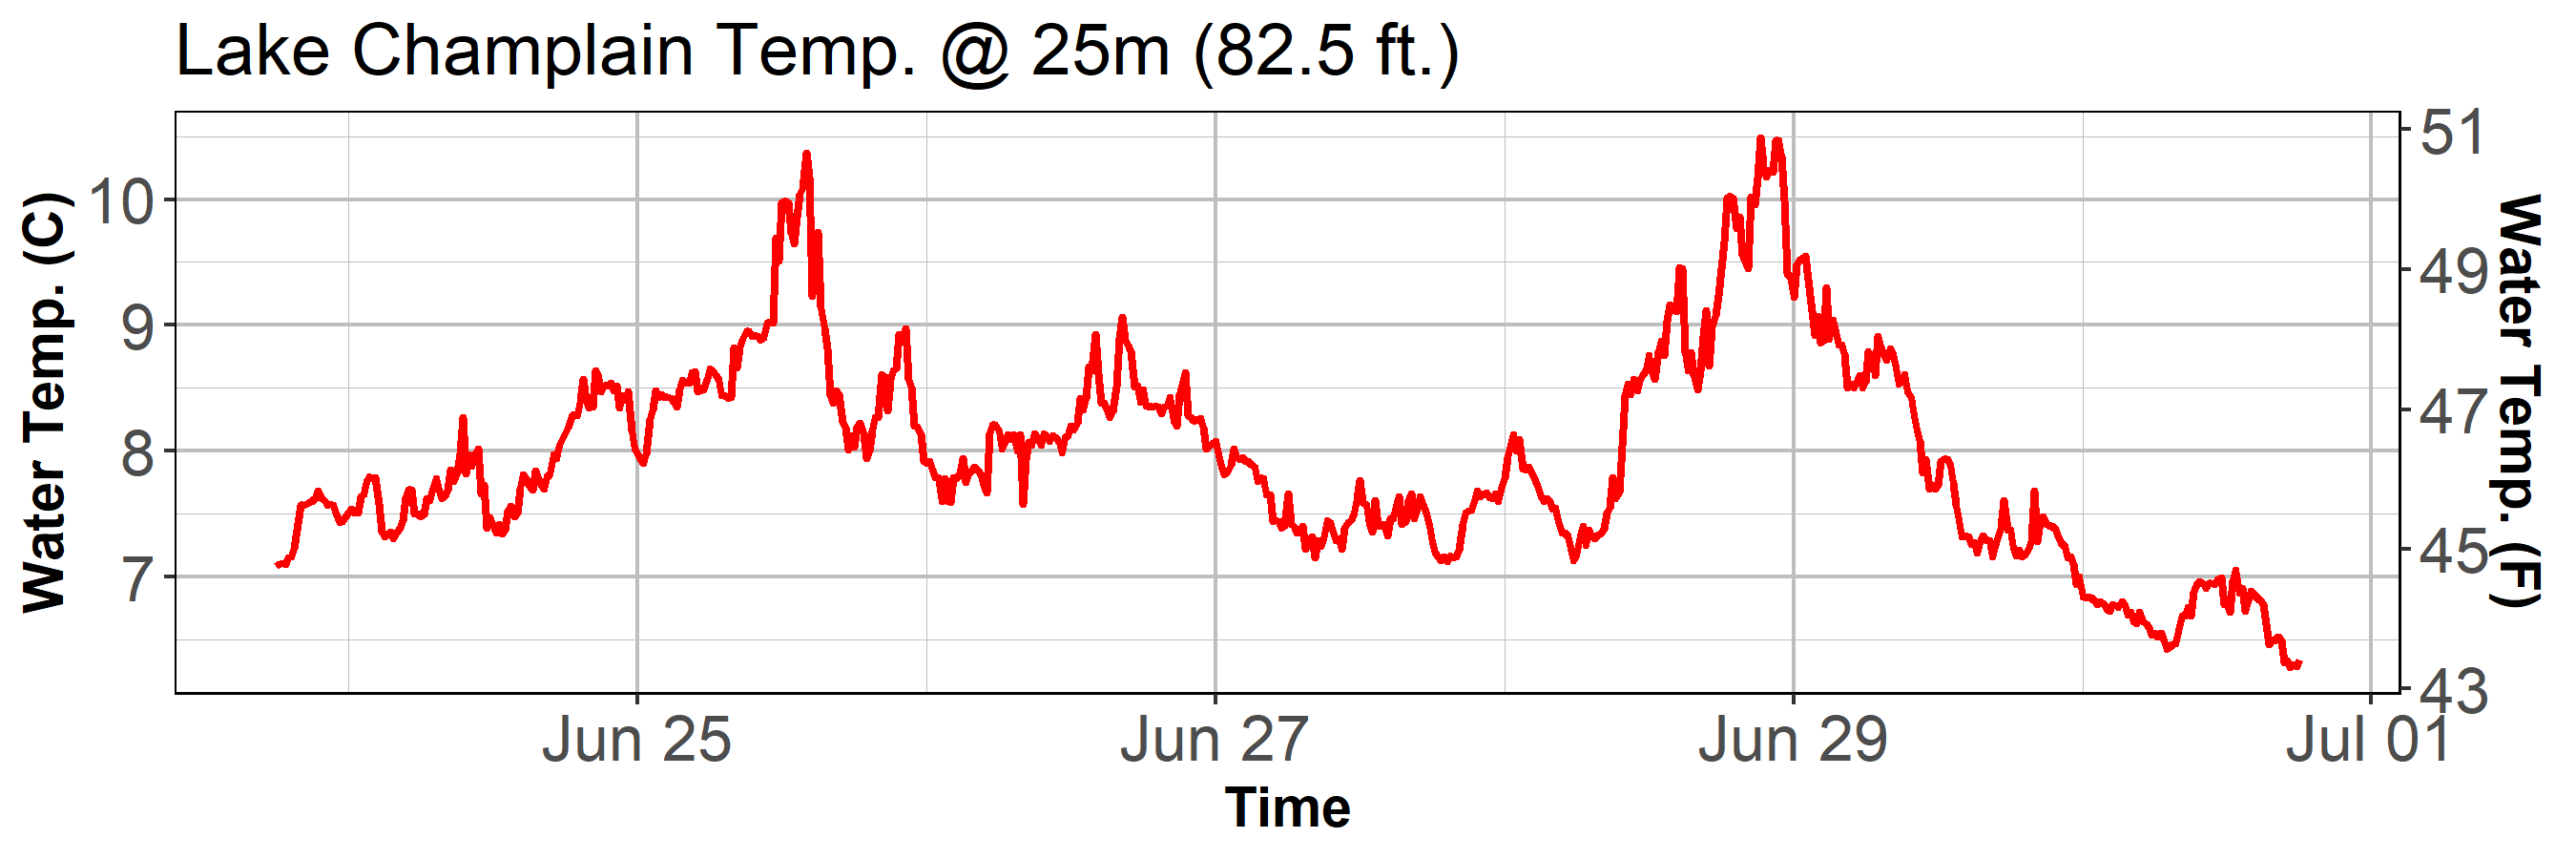 Lake Champlain Temp. @ 25m (82.5 ft.)
Water Temp. (C)
10
9
8
7
51
49
47
45
43
Water Temp. (F)
Jun 25
Jun 27
Jun 29
Jul 01
Time